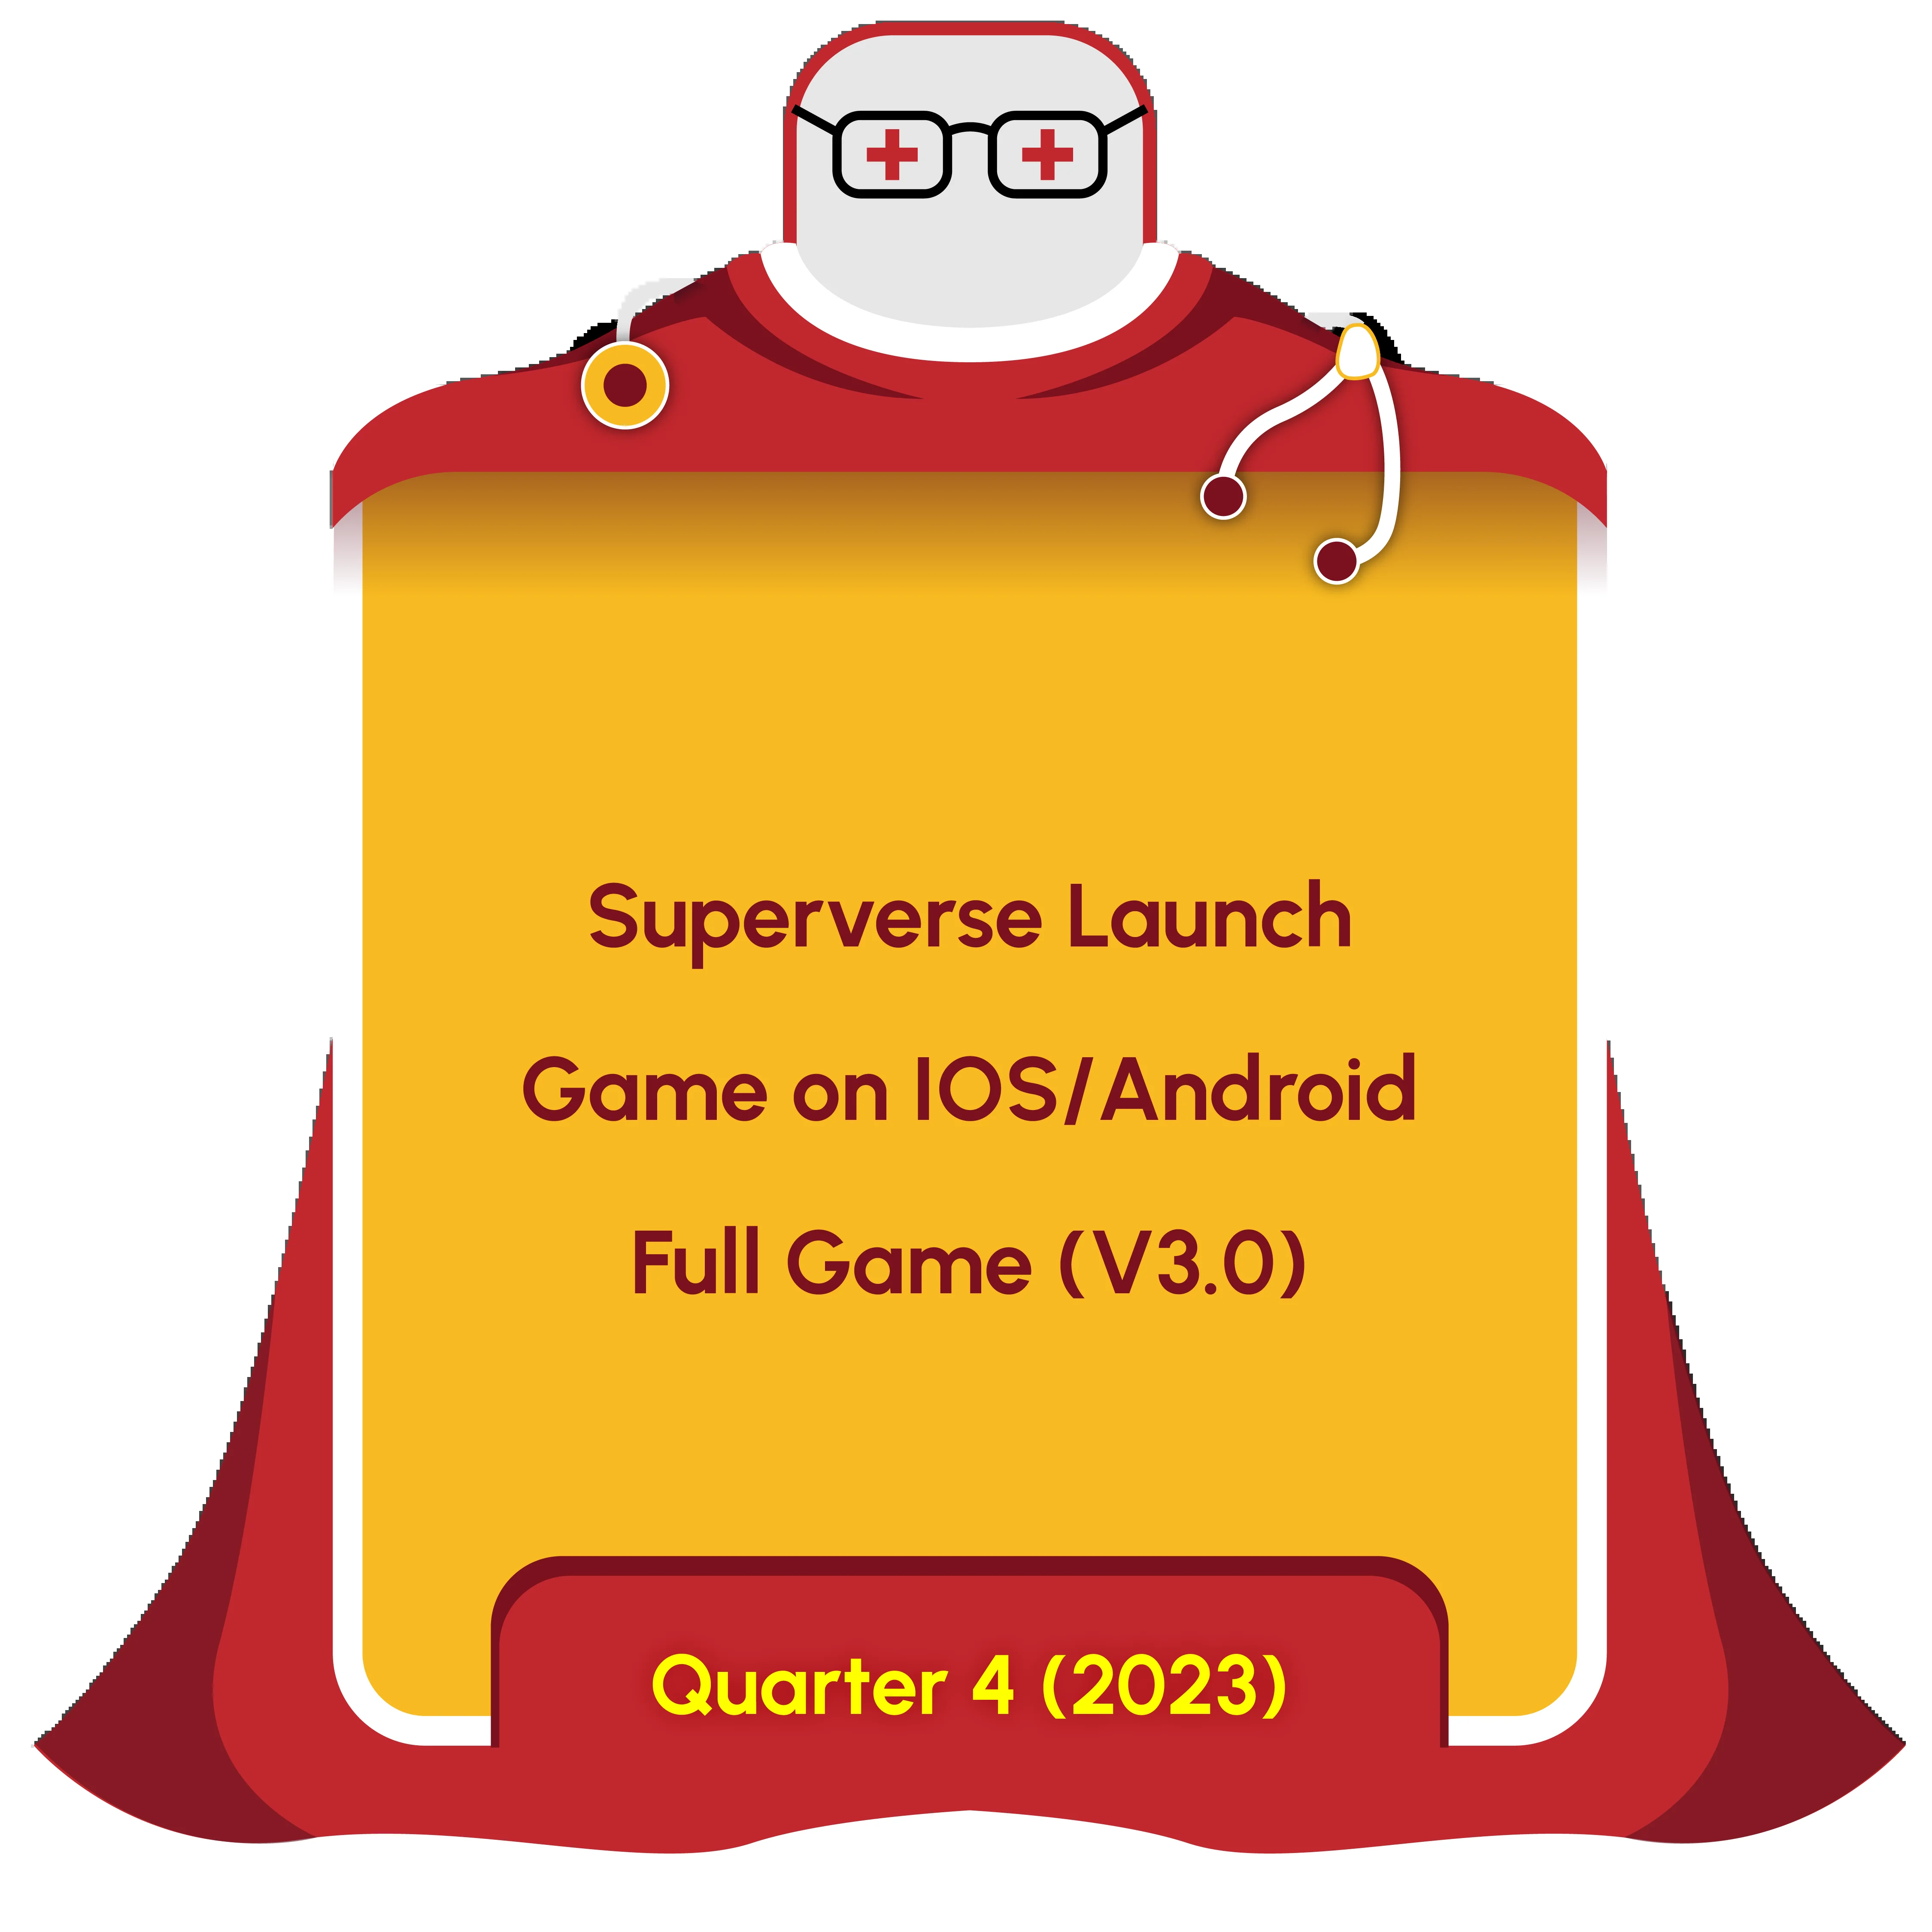 Superverse Launch
Game on IOS/Android
Full Game (V3.0)
Quarter 4 (2023)